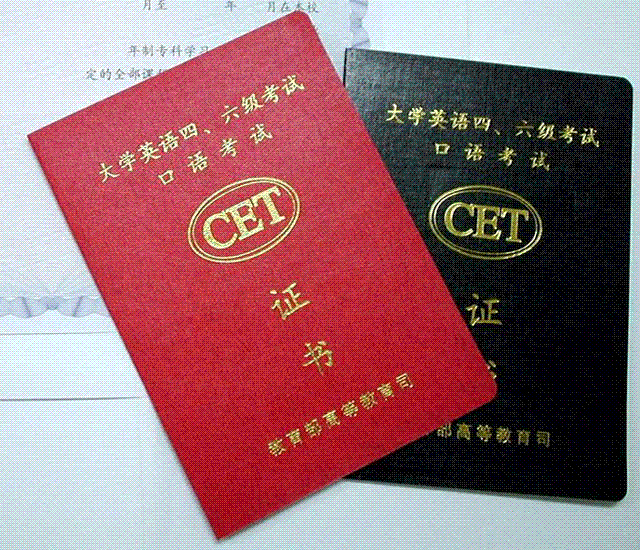 月至 年 月在本校
年制专科学习
定的全部课
大学英语四、六级考试
口语考试
CET
证
书
教育部高等教育司
大学英语四、六级考试
口语考试
CET
证
部高等教育司